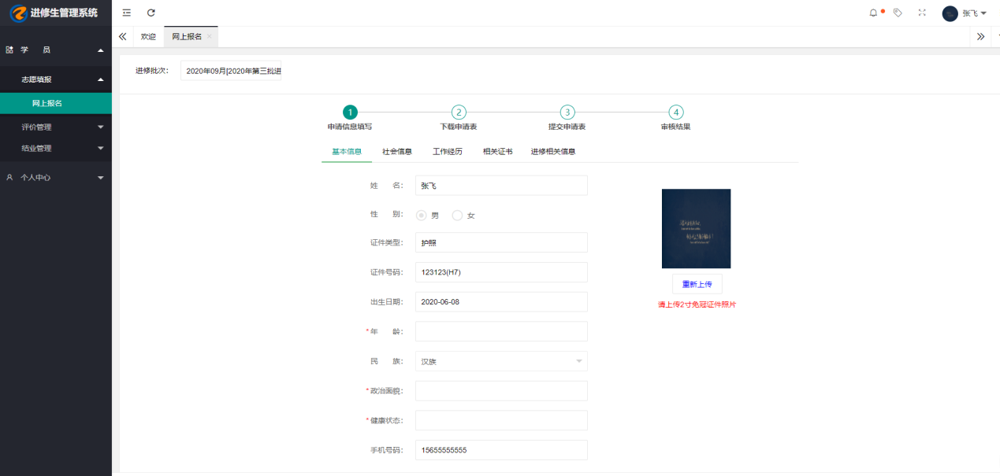 进修生管理系统
张飞
欢迎
网上报名
学 员
志愿填报
网上报名
评价管理
结业管理
个人中心
进修批次：
2020年09月[2020年第三批进
1
2
3
4
申请信息填写
下载申请表
提交申请表
审核结果
基本信息
社会信息
工作经历
相关证书
进修相关信息
姓 名：
张飞
性 别：
男
女
证件类型：
护照
证件号码：
123123(H7)
出生日期：
2020-06-08
*年 龄：
民 族：
汉族
*政治面貌：
*健康状态：
手机号码：
15655555555
重新上传
请上传2寸免冠证件照片